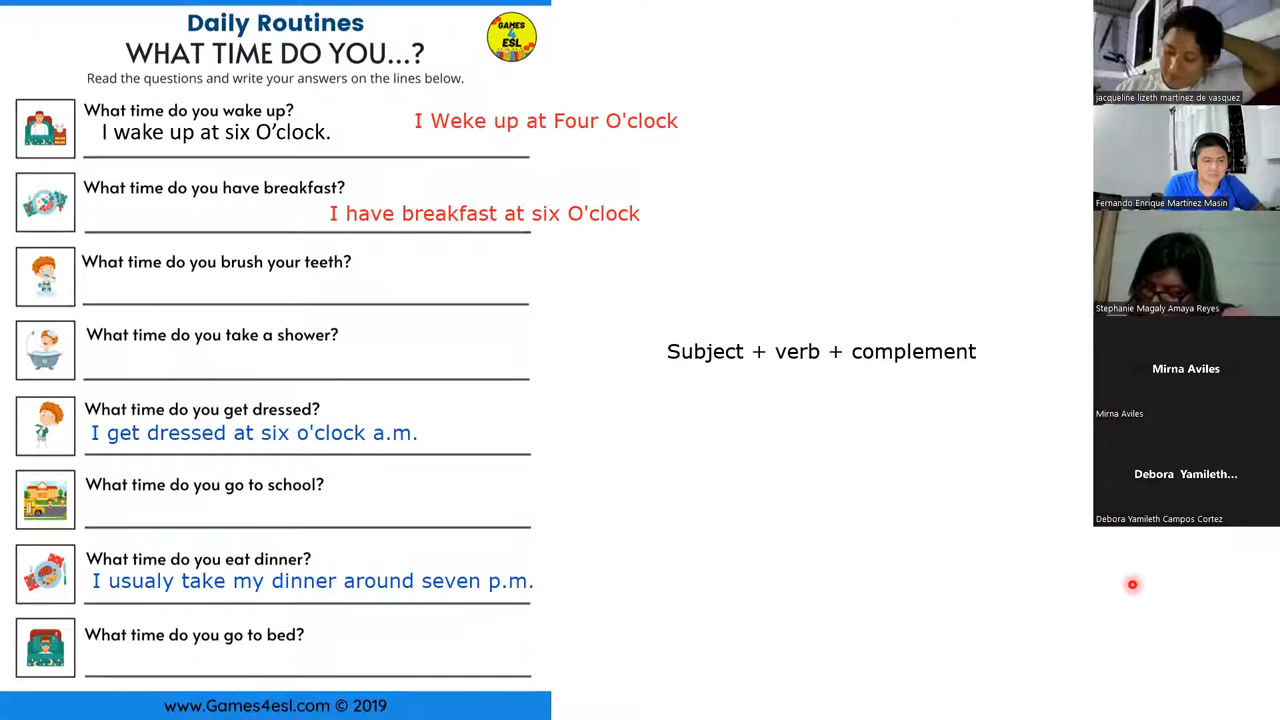 Daily Routines
WHAT TIME DO YOU...?
Read the questions and write your answers on the lines below.
GAMES
4
ESL
What time do you wake up?
I wake up at six O’clock.
I Weke up at Four O'clock
What time do you have breakfast?
I have breakfast at six O'clock
What time do you brush your teeth?
What time do you take a shower?
Subject + verb + complement
What time do you get dressed?
I get dressed at six o'clock a.m.
What time do you go to school?
What time do you eat dinner?
I usualy take my dinner around seven p.m.
What time do you go to bed?
www.Games4esl.com © 2019
jacqueline lizeth martinez de vasquez
Fernando Enrique Martínez Masin
Stephanie Magaly Amaya Reyes
Mirna Aviles
Mirna Aviles
Debora Yamileth...
Debora Yamileth Campos Cortez